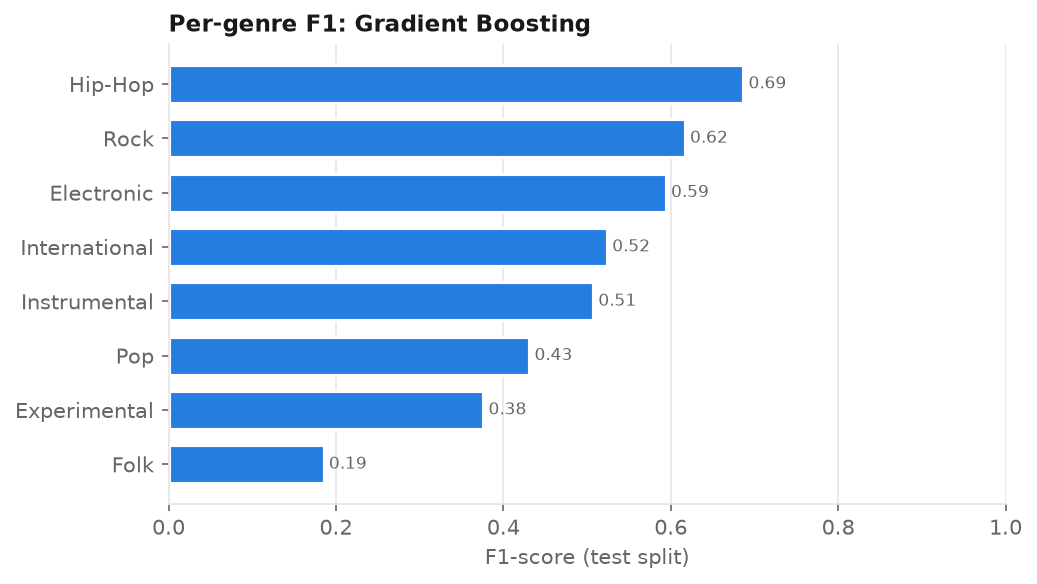 Per-genre F1: Gradient Boosting
Hip-Hop 0.69
Rock 0.62
Electronic 0.59
International 0.52
Instrumental 0.51
Pop 0.43
Experimental 0.38
Folk 0.19
0.0 0.2 0.4 0.6 0.8 1.0
F1-score (test split)